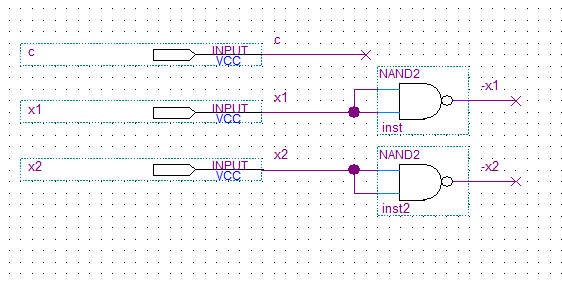 c
c
INPUT
VCC
NAND2
-x1
x1
x1
INPUT
VCC
inst
x2
x2
INPUT
VCC
NAND2
-x2
inst2